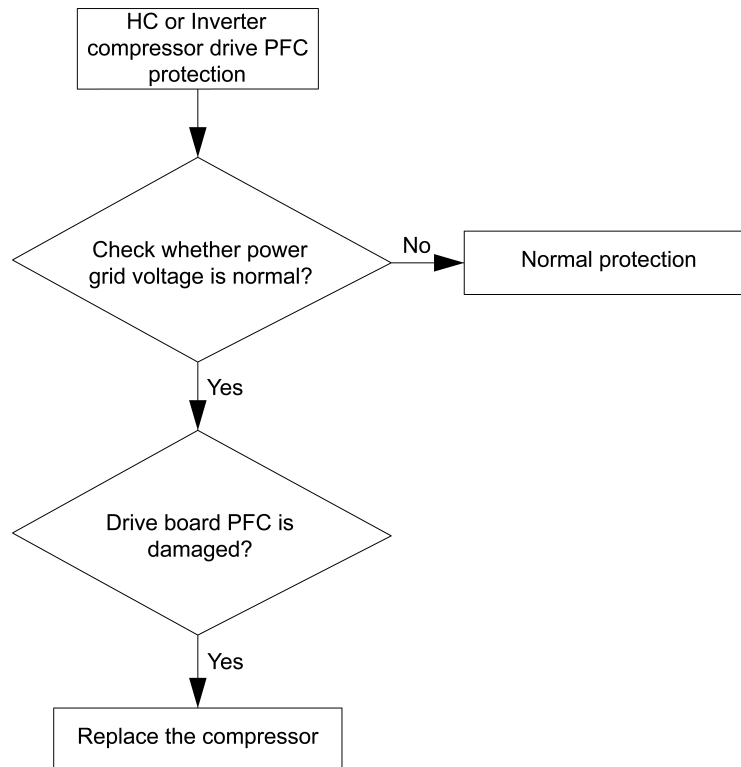 HC or Inverter
compressor drive PFC
protection
Check whether power
grid voltage is normal?
No
Normal protection
Yes
Drive board PFC is
damaged?
Yes
Replace the compressor